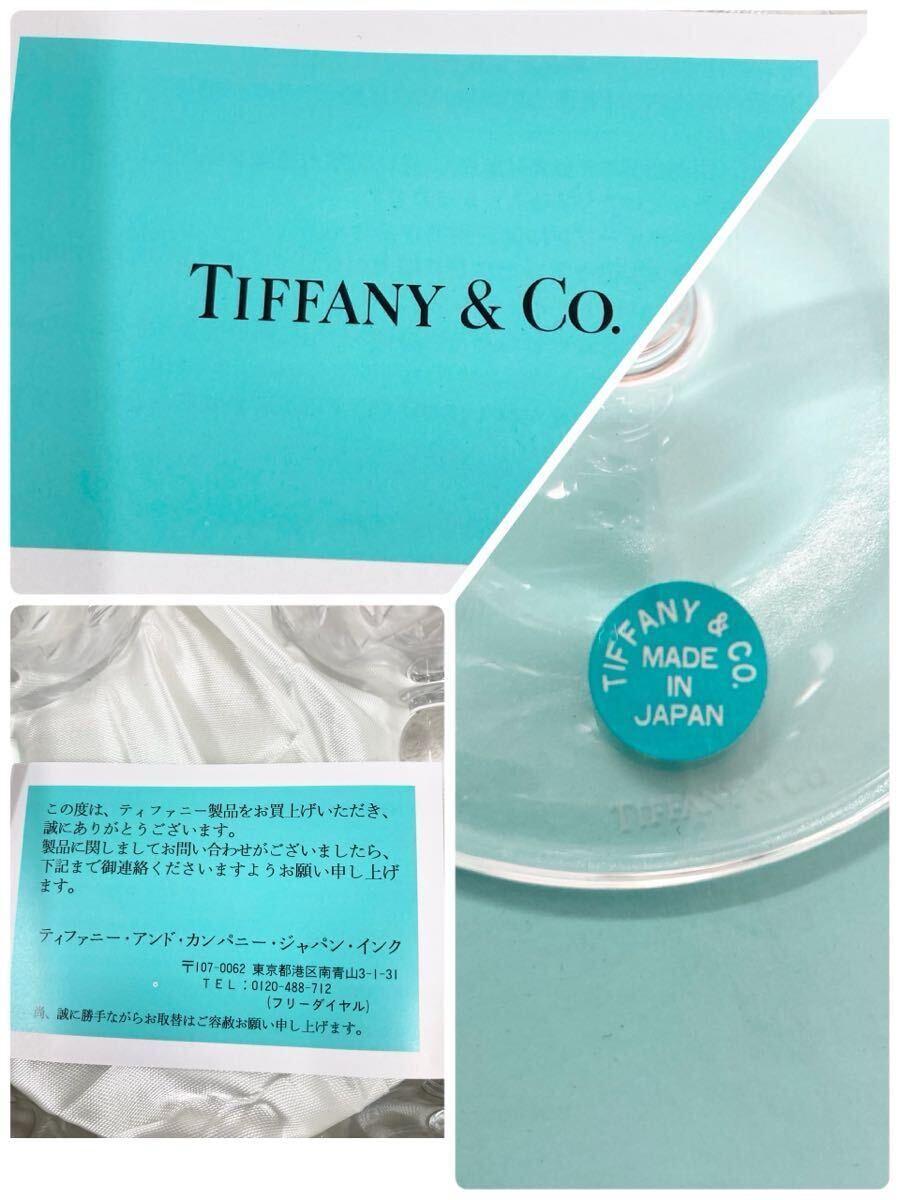 TIFFANY & CO.
TIFFANY & CO.
MADE
IN
JAPAN
TIFFANY & CO
この度は、ティファニー製品をお買上げいただき、
誠にありがとうございます。
製品に関しましてお問い合わせがございましたら、
下記まで御連絡くださいますようお願い申し上げ
ます。
ティファニー・アンド・カンパニー・ジャパン・インク
〒107-0062 東京都港区南青山3-1-31
TEL:0120-488-712
(フリーダイヤル)
尚、誠に勝手ながらお取替はご容赦お願い申し上げます。